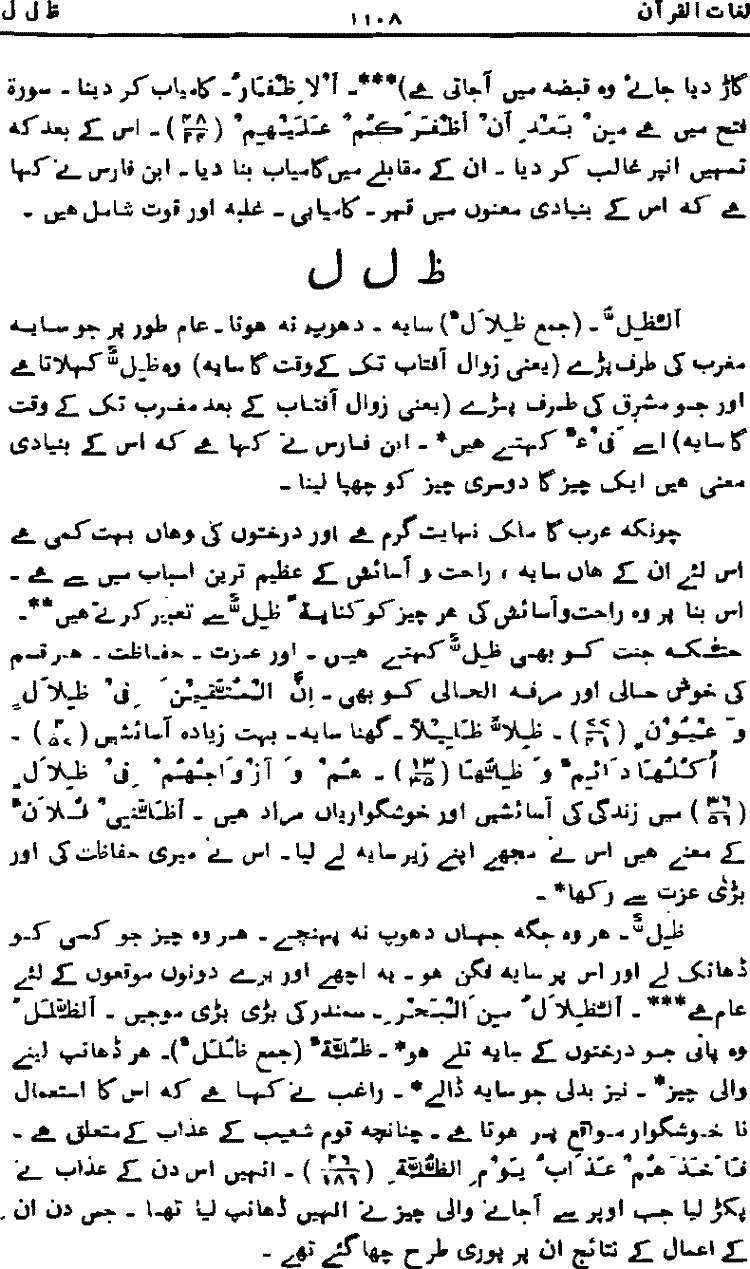 لغات القرآن ۱۱۰۸ ظ ل ل
گاڑ دیا جائے وہ قبضہ میں آجاتی ہے)***۔ اَلْاِظْفَارُ۔ کامیاب کر دینا ۔ سورۃ
فتح میں ہے مِنْ بَعْدِ اَنْ اَظْفَرَکُمْ عَلَیْہِمْ (۴۸/۲۴)۔ اس کے بعد کہ
تمہیں انپر غالب کر دیا ۔ ان کے مقابلے میں کامیاب بنا دیا۔ ابن فارس نے کہا
ہے کہ اس کے بنیادی معنوں میں قہر۔ کامیابی ۔ غلبہ اور قوت شامل ہیں ۔
ظ ل ل
اَلظِّلُّ ۔ (جمع ظِلَالٌ) سایہ ۔ دھوپ نہ ہونا۔ عام طور پر جو سایہ
مغرب کی طرف پڑے (یعنی زوال آفتاب تک کے وقت کا سایہ) وہ ظِلٌّ کہلاتا ہے
اور جو مشرق کی طرف پڑے (یعنی زوال آفتاب کے بعد مغرب تک کے وقت
کا سایہ) اسے فَیْءٌ کہتے ہیں* ۔ ابن فارس نے کہا ہے کہ اس کے بنیادی
معنی ہیں ایک چیز کا دوسری چیز کو چھپا لینا ۔
چونکہ عرب کا ملک نہایت گرم ہے اور درختوں کی وہاں بہت کمی ہے
اس لئے ان کے ہاں سایہ ، راحت و آسائش کے عظیم ترین اسباب میں سے ہے ۔
اس بنا پر وہ راحت و آسائش کی ہر چیز کو کنایۃً ظِلٌّ سے تعبیر کرتے ہیں**۔
حتیٰکہ جنت کو بھی ظِلٌّ کہتے ہیں ۔ اور عزت ۔ حفاظت ۔ ہر قسم
کی خوش حالی اور مرفہ الحالی کو بھی ۔ اِنَّ الْمُتَّقِیْنَ فِیْ ظِلَالٍ
وَ عُیُوْنٍ (۷۷/۴۱) ۔ ظِلًّا ظَلِیْلًا ۔ گھنا سایہ۔ بہت زیادہ آسائشیں (۴/۵۷) ۔
اُکُلُہَا دَائِمٌ وَ ظِلُّہَا (۱۳/۳۵) ۔ ہُمْ وَ اَزْوَاجُہُمْ فِیْ ظِلَالٍ
(۳۶/۵۶) میں زندگی کی آسائشیں اور خوشگواریاں مراد ہیں ۔ اَظَلَّنِیْ فُلَانٌ
کے معنے ہیں اس نے مجھے اپنے زیر سایہ لے لیا۔ اس نے میری حفاظت کی اور
بڑی عزت سے رکھا* ۔
ظِلٌّ ۔ ہر وہ جگہ جہاں دھوپ نہ پہنچے ۔ ہر وہ چیز جو کسی کو
ڈھانک لے اور اس پر سایہ فگن ہو ۔ یہ اچھے اور برے دونوں موقعوں کے لئے
عام ہے*** ۔ اَلظِّلَالُ مِنَ الْبَحْرِ ۔ سمندر کی بڑی بڑی موجیں ۔ اَلظَّلَلُ
وہ پانی جو درختوں کے سایہ تلے ہو* ۔ ظُلَّۃٌ (جمع ظُلَلٌ)۔ ہر ڈھانپ لینے
والی چیز* ۔ نیز بدلی جو سایہ ڈالے* ۔ راغب نے کہا ہے کہ اس کا استعمال
نا خوشگوار مواقع پر ہوتا ہے ۔ چنانچہ قوم شعیب کے عذاب کے متعلق ہے ۔
فَاَخَذَہُمْ عَذَابُ یَوْمِ الظُّلَّۃِ (۲۶/۱۸۹) ۔ انہیں اس دن کے عذاب نے
پکڑ لیا جب اوپر سے آجانے والی چیز نے انہیں ڈھانپ لیا تھا ۔ جس دن ان
کے اعمال کے نتائج ان پر پوری طرح چھا گئے تھے ۔